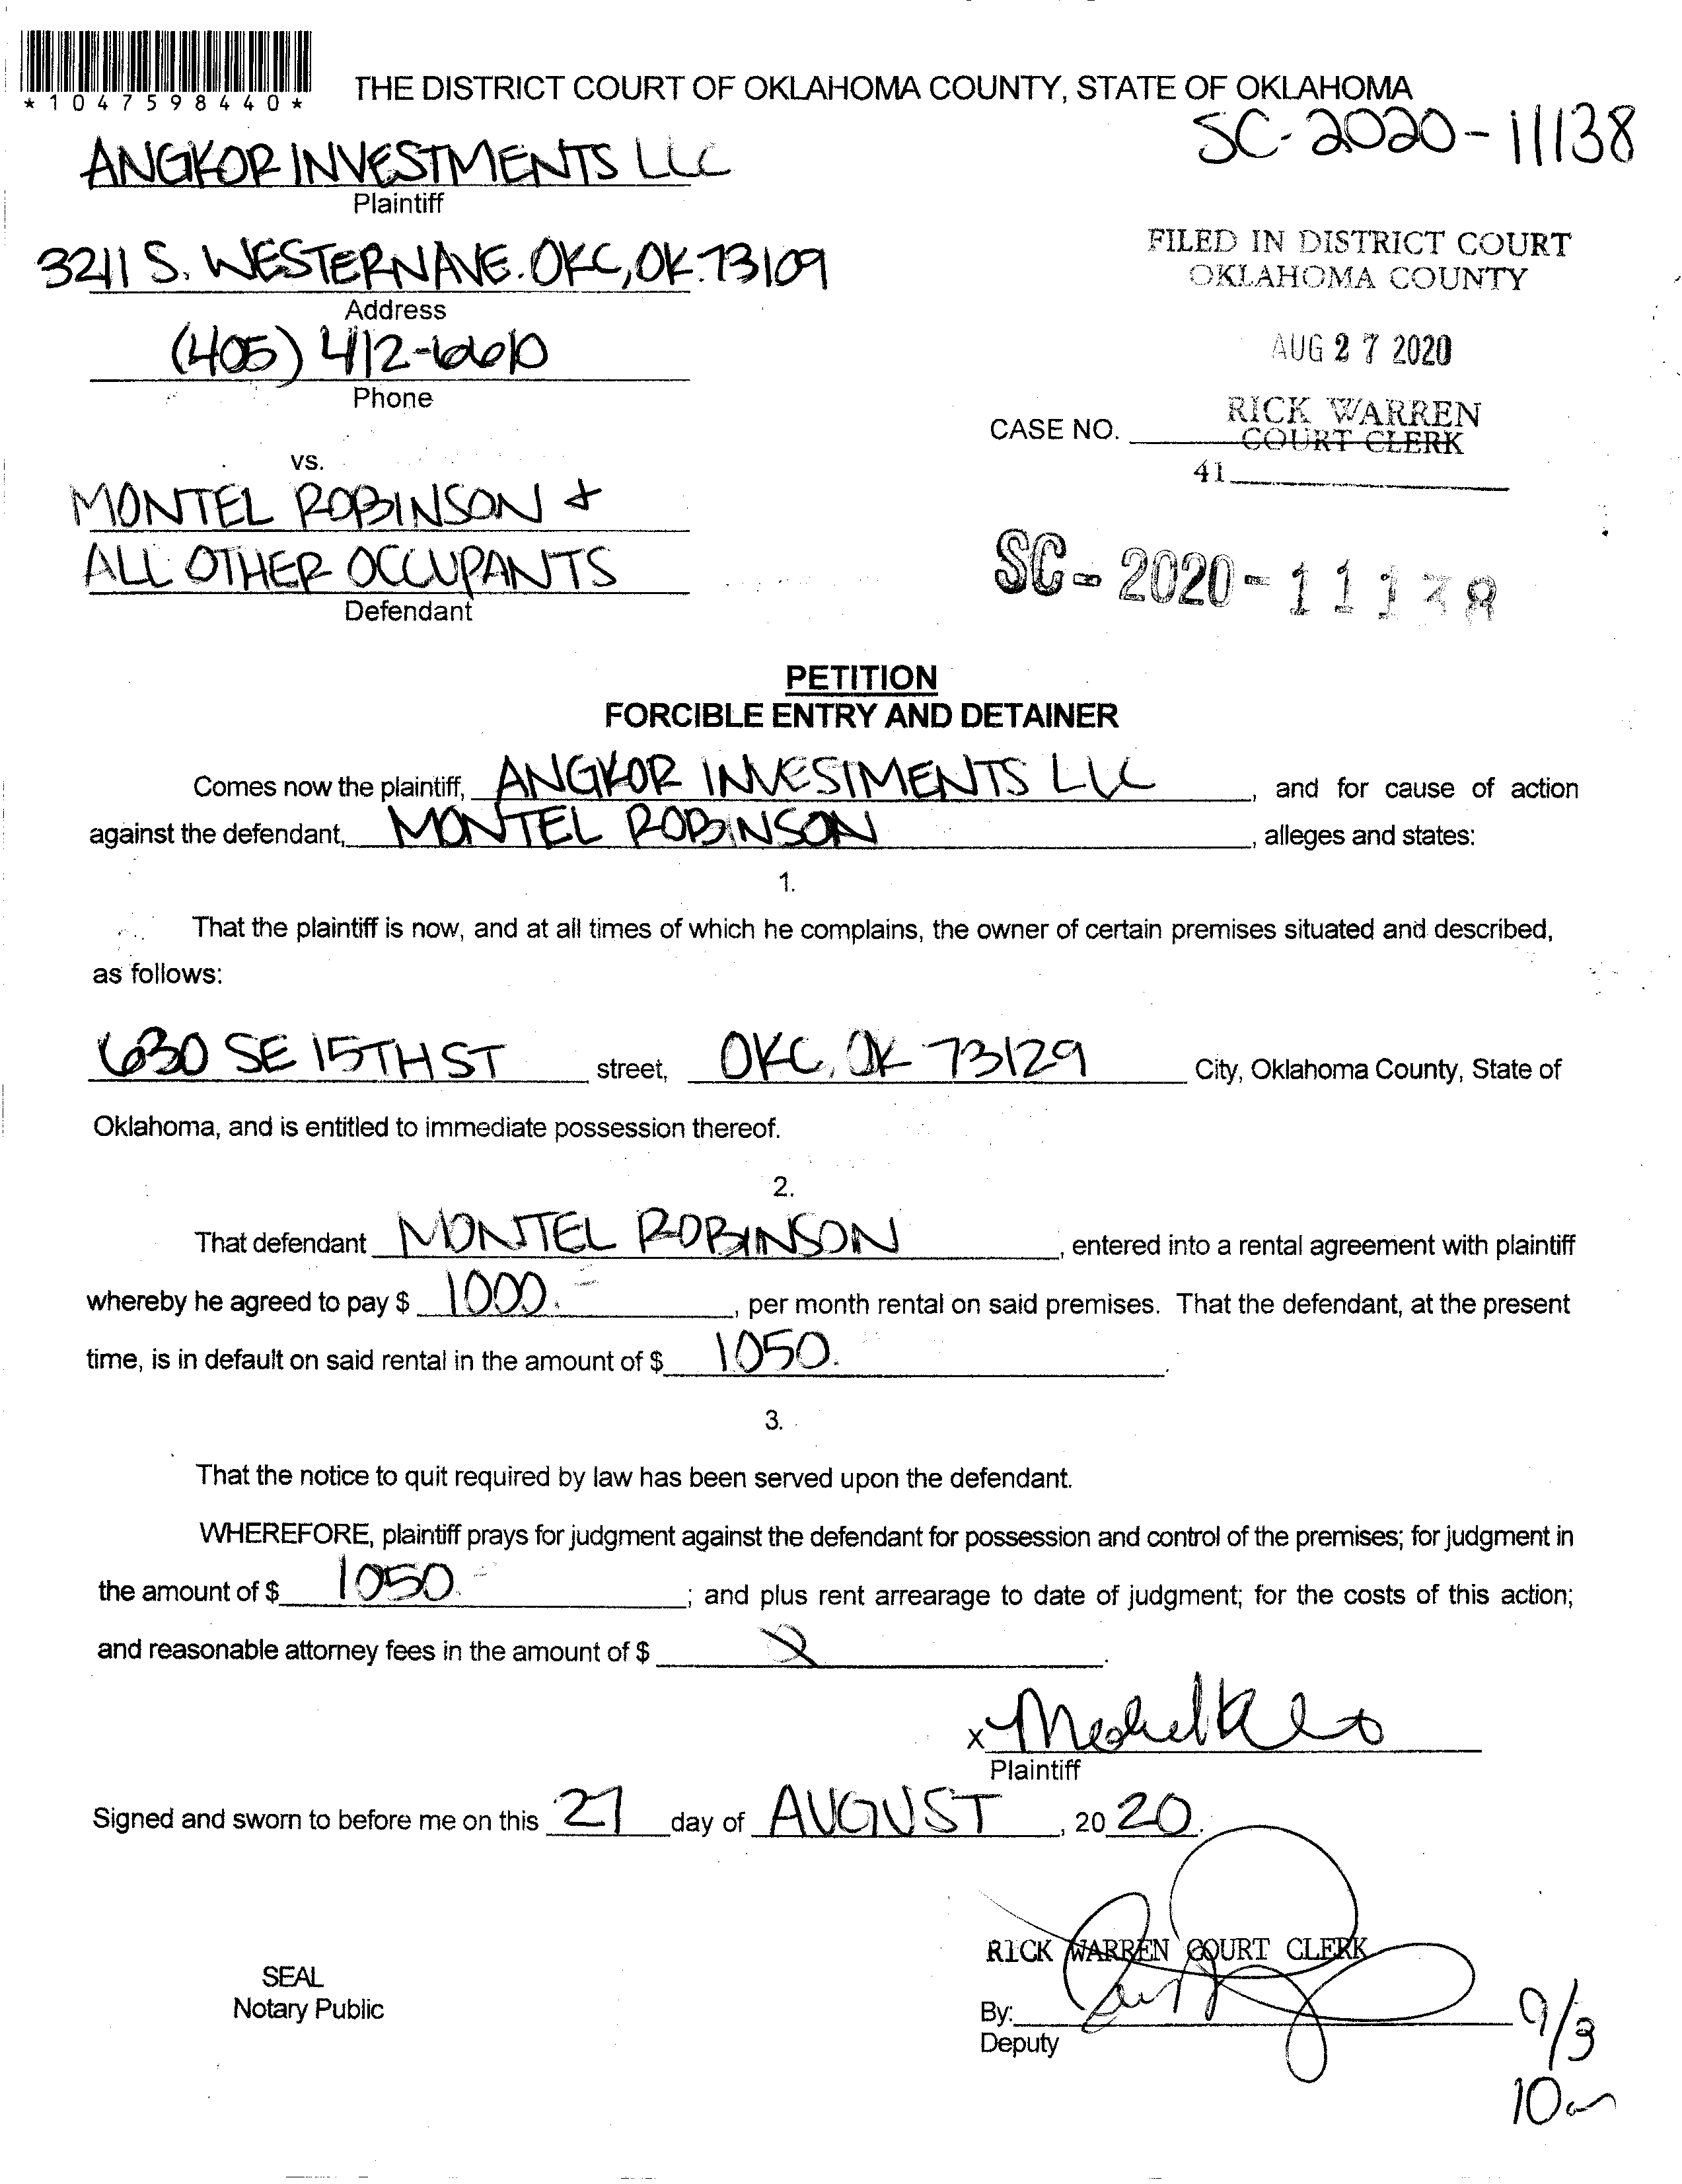 *1047598440*
THE DISTRICT COURT OF OKLAHOMA COUNTY, STATE OF OKLAHOMA
SC-2020-11138
ANGKOR INVESTMENTS LLC
Plaintiff
3211 S. WESTERN AVE. OKC, OK. 73109
Address
(405) 412-6610
Phone
FILED IN DISTRICT COURT
OKLAHOMA COUNTY
AUG 27 2020
RICK WARREN
COURT CLERK
CASE NO.
41
vs.
MONTEL ROBINSON &
ALL OTHER OCCUPANTS
Defendant
SC-2020-11138
PETITION
FORCIBLE ENTRY AND DETAINER
Comes now the plaintiff, ANGKOR INVESTMENTS LLC, and for cause of action
against the defendant, MONTEL ROBINSON, alleges and states:
1.
That the plaintiff is now, and at all times of which he complains, the owner of certain premises situated and described,
as follows:
630 SE 15TH ST street, OKC, OK 73129 City, Oklahoma County, State of
Oklahoma, and is entitled to immediate possession thereof.
2.
That defendant MONTEL ROBINSON, entered into a rental agreement with plaintiff
whereby he agreed to pay $ 1000.-, per month rental on said premises. That the defendant, at the present
time, is in default on said rental in the amount of $ 1050.
3.
That the notice to quit required by law has been served upon the defendant.
WHEREFORE, plaintiff prays for judgment against the defendant for possession and control of the premises; for judgment in
the amount of $ 1050.-; and plus rent arrearage to date of judgment; for the costs of this action;
and reasonable attorney fees in the amount of $
X
Plaintiff
Signed and sworn to before me on this 27 day of AUGUST, 2020.
RICK WARREN COURT CLERK
SEAL
Notary Public
By:
Deputy
9/3
10am